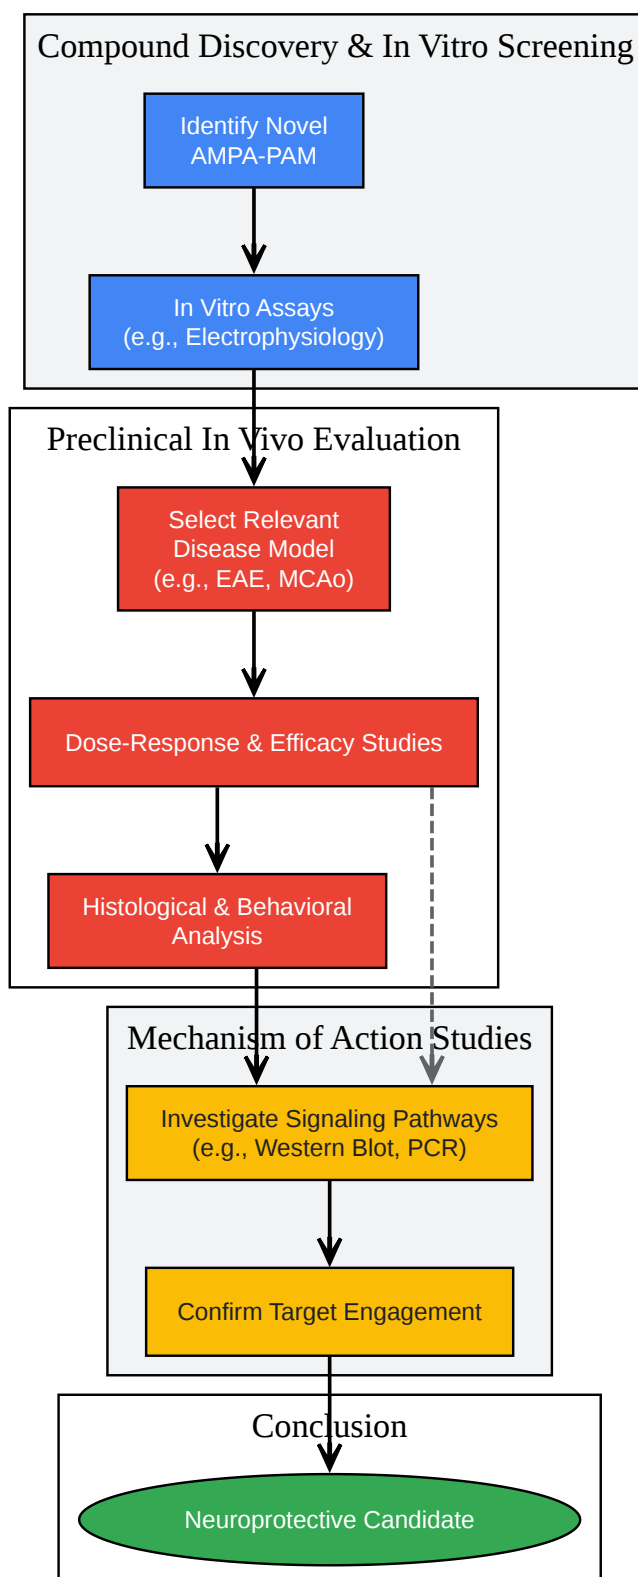 Compound Discovery & In Vitro Screening
Identify Novel
AMPA-PAM
In Vitro Assays
(e.g., Electrophysiology)
Preclinical In Vivo Evaluation
Select Relevant
Disease Model
(e.g., EAE, MCAo)
Dose-Response & Efficacy Studies
Histological & Behavioral
Analysis
Mechanism of Action Studies
Investigate Signaling Pathways
(e.g., Western Blot, PCR)
Confirm Target Engagement
Conclusion
Neuroprotective Candidate